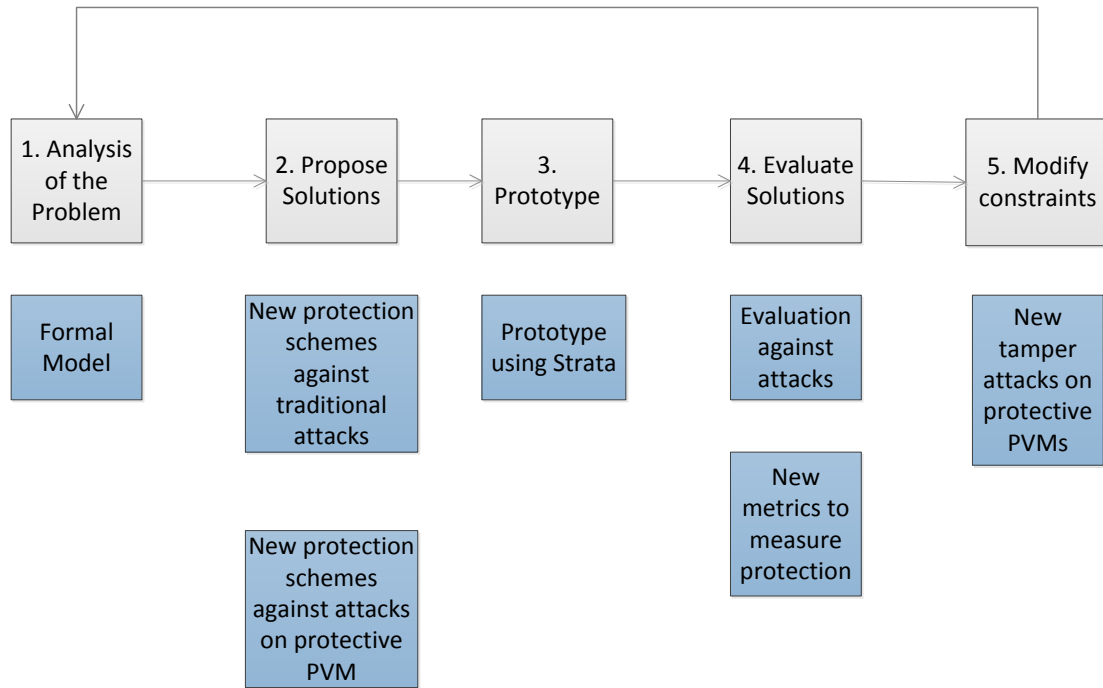 1. Analysis
of the
Problem
2. Propose
Solutions
3.
Prototype
4. Evaluate
Solutions
5. Modify
constraints
Formal
Model
New protection
schemes
against
traditional
attacks
Prototype
using Strata
Evaluation
against
attacks
New
tamper
attacks on
protective
PVMs
New
metrics to
measure
protection
New protection
schemes
against attacks
on protective
PVM